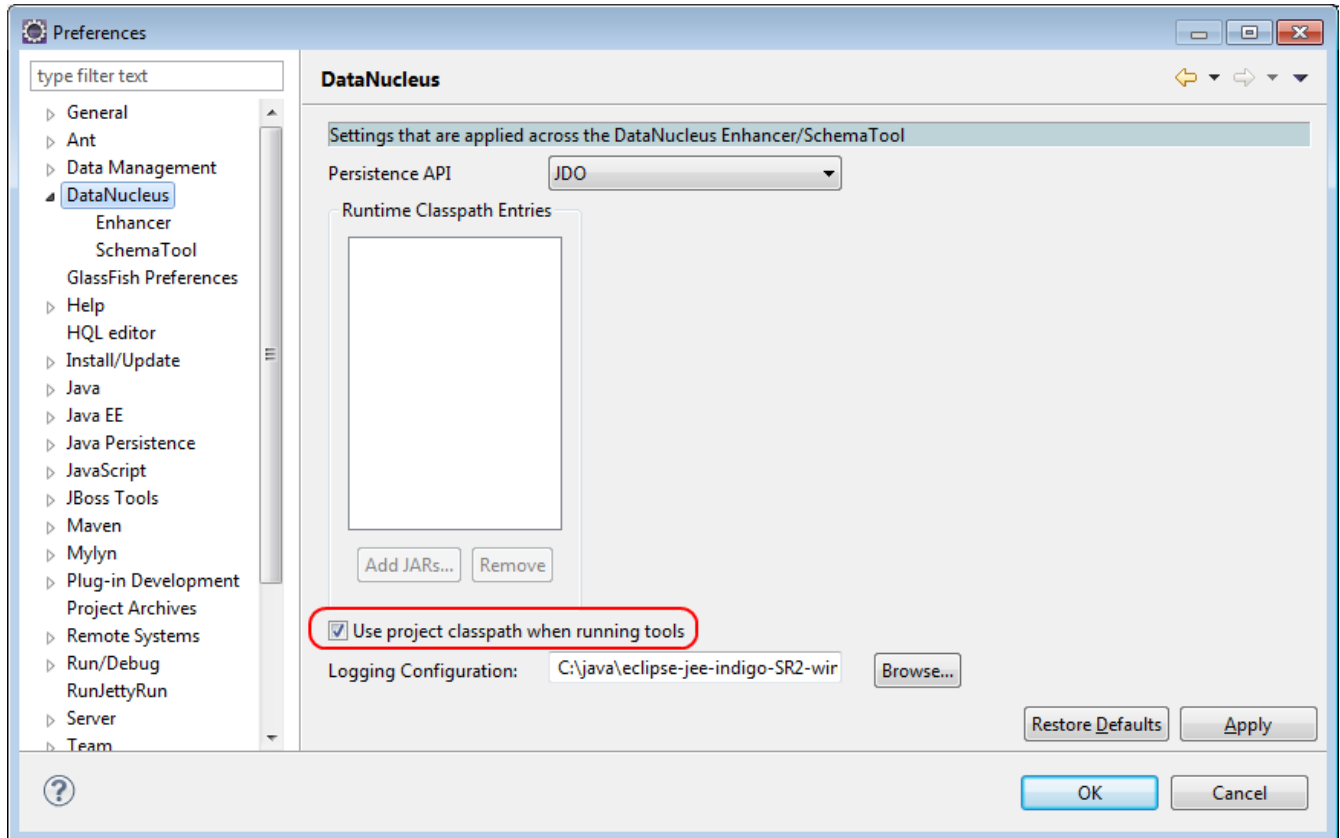 Preferences
type filter text
General
Ant
Data Management
DataNucleus
Enhancer
SchemaTool
GlassFish Preferences
Help
HQL editor
Install/Update
Java
Java EE
Java Persistence
JavaScript
JBoss Tools
Maven
Mylyn
Plug-in Development
Project Archives
Remote Systems
Run/Debug
RunJettyRun
Server
Team
DataNucleus
Settings that are applied across the DataNucleus Enhancer/SchemaTool
Persistence API JDO
Runtime Classpath Entries
Add JARs... Remove
Use project classpath when running tools
Logging Configuration: C:\java\eclipse-jee-indigo-SR2-win Browse...
Restore Defaults Apply
? OK Cancel